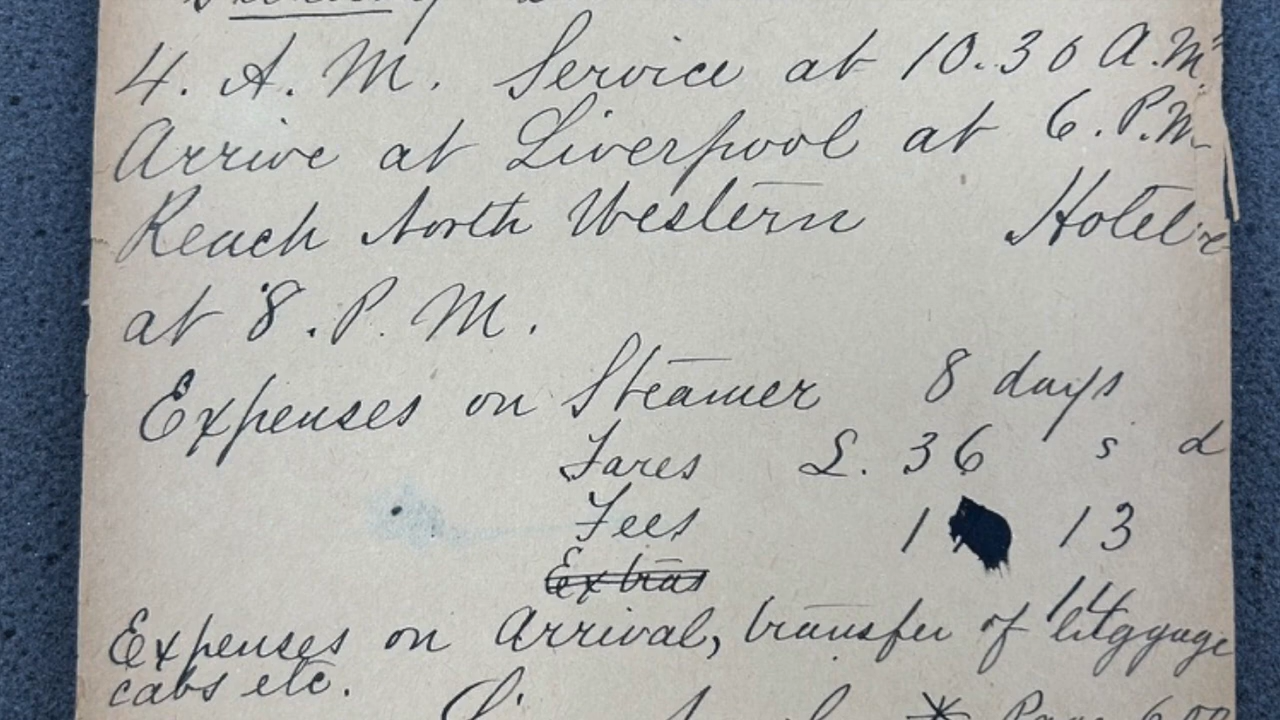 4. A. M. Service at 10.30 A.M.
Arrive at Liverpool at 6. P.M
Reach North Western Hotel
at 8. P. M.
Expenses on Steamer 8 days
Fares £. 36 s d
Fees 1 13
Extras 14
Expenses on Arrival, transfer of luggage
cabs etc.